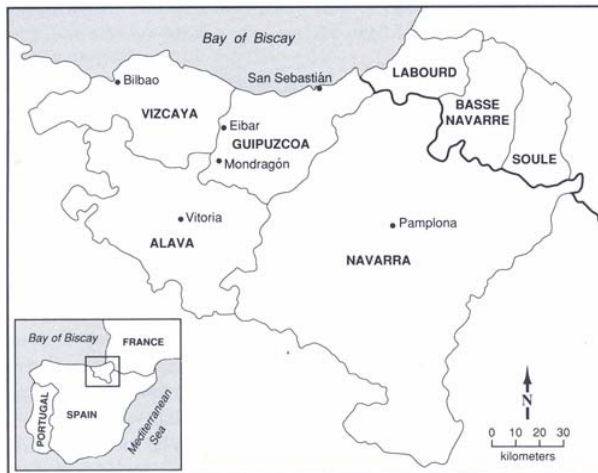 Bay of Biscay
Bilbao
San Sebastián
LABOURD
VIZCAYA
BASSE
NAVARRE
Eibar
GUIPUZCOA
SOULE
Mondragón
Vitoria
Pamplona
ALAVA
NAVARRA
Bay of Biscay
FRANCE
PORTUGAL
SPAIN
Mediterranean
Sea
N
0 10 20 30
kilometers